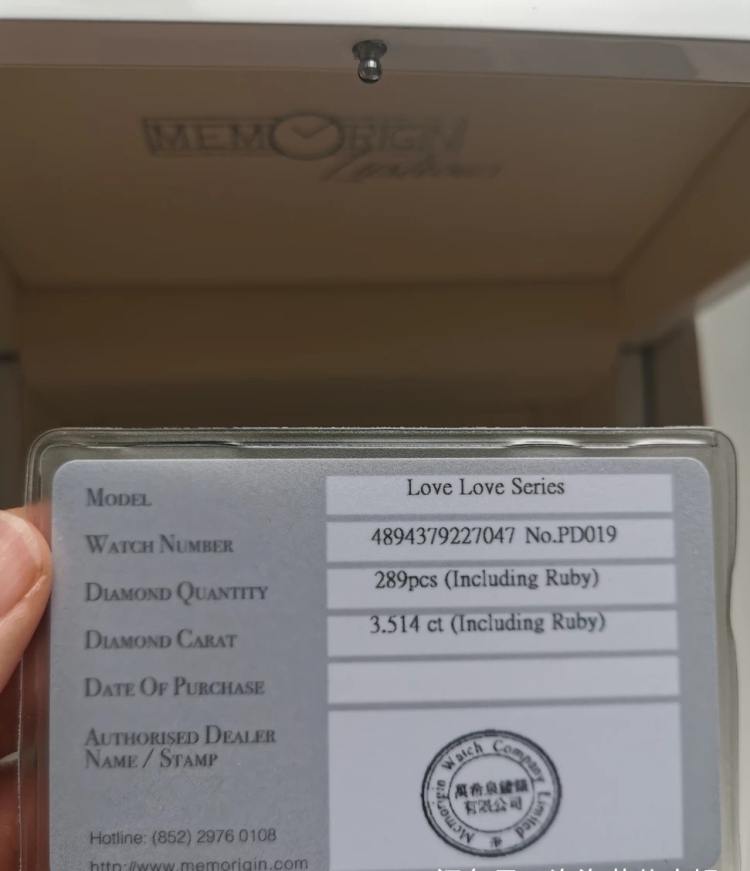 MEMORIGIN
MODEL
Love Love Series
WATCH NUMBER
4894379227047 No.PD019
DIAMOND QUANTITY
289pcs (Including Ruby)
DIAMOND CARAT
3.514 ct (Including Ruby)
DATE OF PURCHASE
AUTHORISED DEALER
NAME / STAMP
Memorigin Watch Company Limited
萬希泉鐘錶
有限公司
Hotline: (852) 2976 0108
http://www.memorigin.com